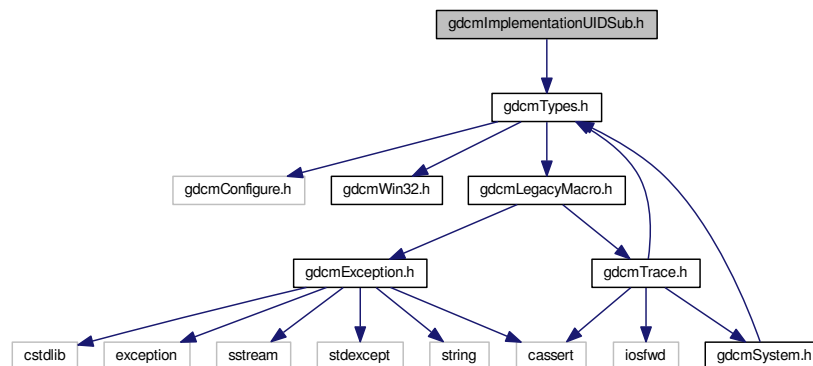 gdcmImplementationUIDSub.h
gdcmTypes.h
gdcmConfigure.h
gdcmWin32.h
gdcmLegacyMacro.h
gdcmException.h
gdcmTrace.h
cstdlib
exception
sstream
stdexcept
string
cassert
iosfwd
gdcmSystem.h